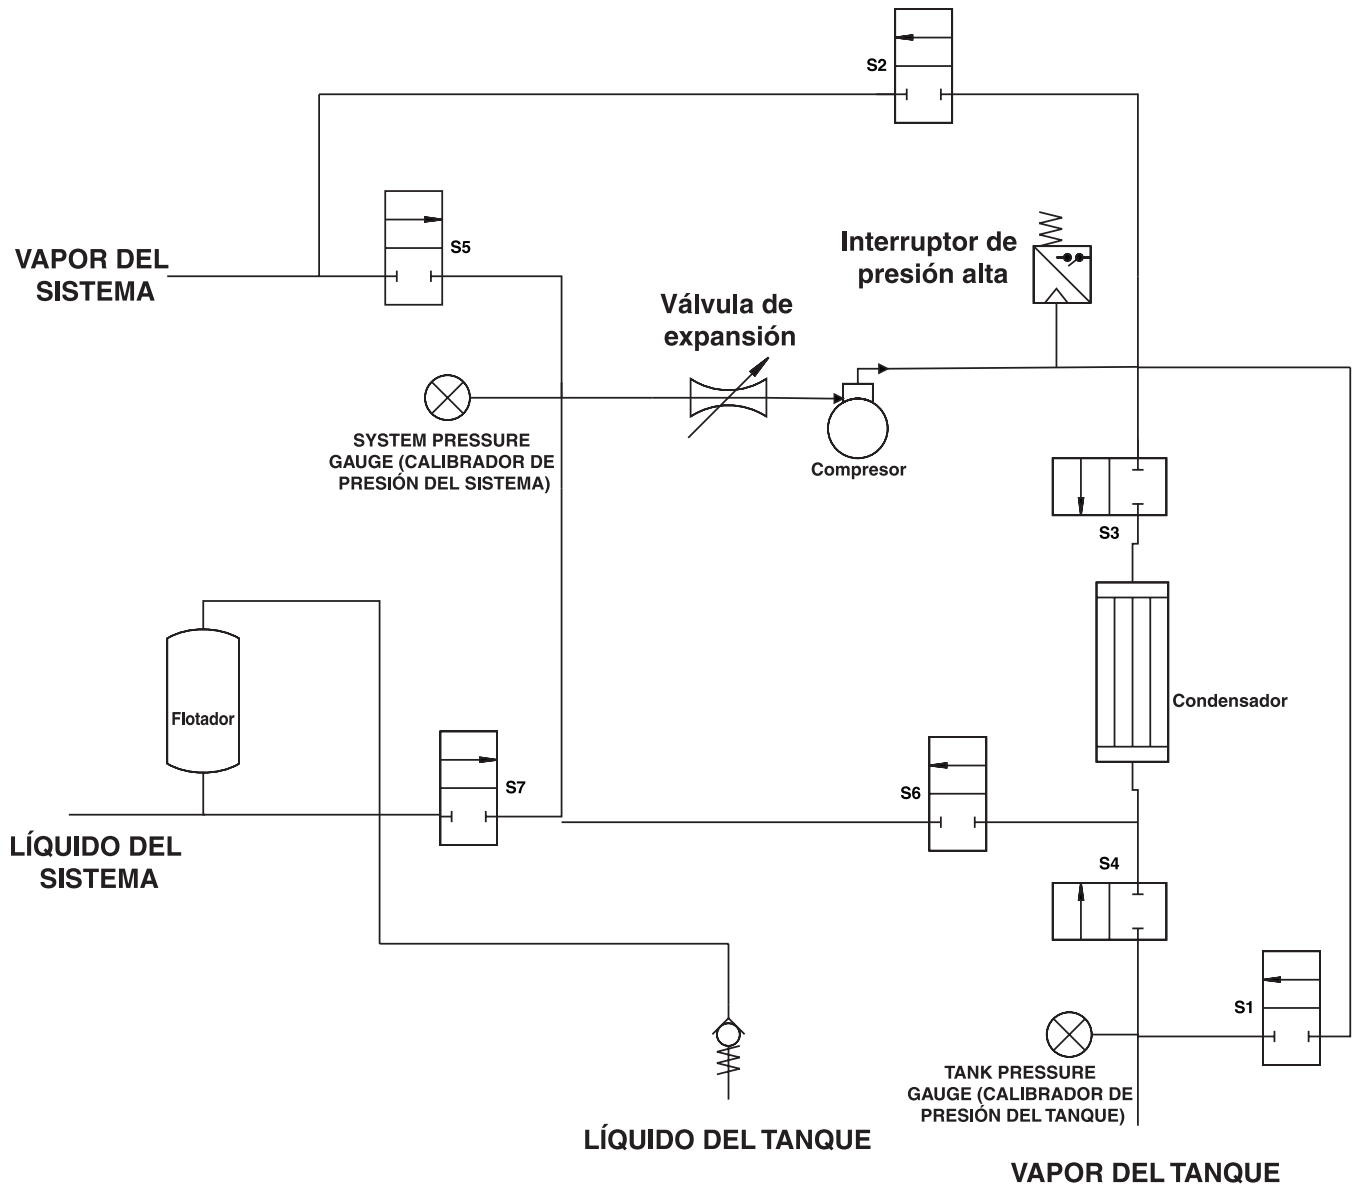 S2
Interruptor de
presión alta
S5
VAPOR DEL
SISTEMA
Válvula de
expansión
SYSTEM PRESSURE
GAUGE (CALIBRADOR DE
PRESIÓN DEL SISTEMA)
Compresor
S3
Condensador
Flotador
S7
S6
LÍQUIDO DEL
SISTEMA
S4
S1
TANK PRESSURE
GAUGE (CALIBRADOR DE
PRESIÓN DEL TANQUE)
LÍQUIDO DEL TANQUE
VAPOR DEL TANQUE